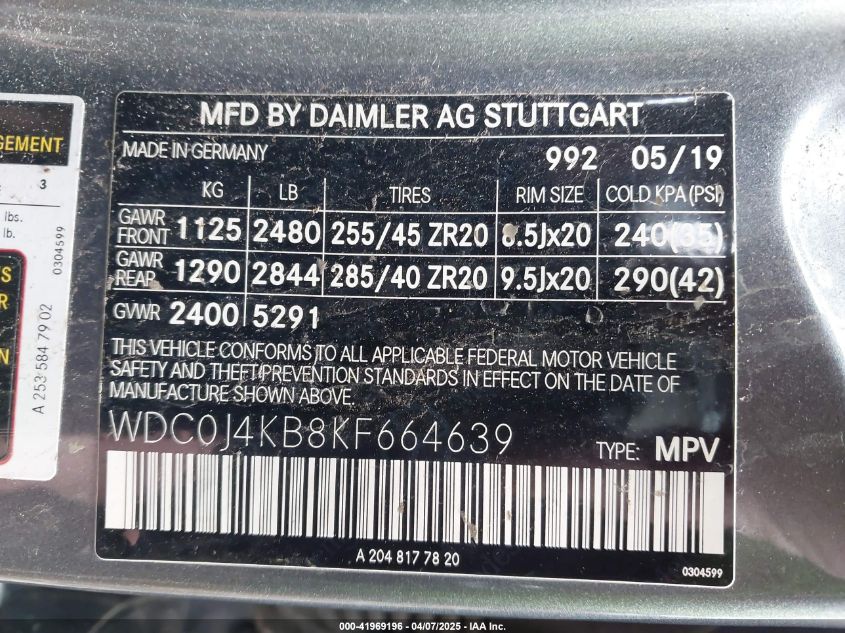 MFD BY DAIMLER AG STUTTGART
MADE IN GERMANY 992 05/19
KG LB TIRES RIM SIZE COLD KPA (PSI)
GAWR FRONT 1125 2480 255/45 ZR20 8.5Jx20 240(35)
GAWR REAR 1290 2844 285/40 ZR20 9.5Jx20 290(42)
GVWR 2400 5291
THIS VEHICLE CONFORMS TO ALL APPLICABLE FEDERAL MOTOR VEHICLE
SAFETY AND THEFT PREVENTION STANDARDS IN EFFECT ON THE DATE OF
MANUFACTURE SHOWN ABOVE.
WDC0J4KB8KF664639 TYPE: MPV
A 204 817 78 20
0304599
3
lbs.
lb.
0304599
A 253 584 79 02
000-41969196 - 04/07/2025 - IAA Inc.